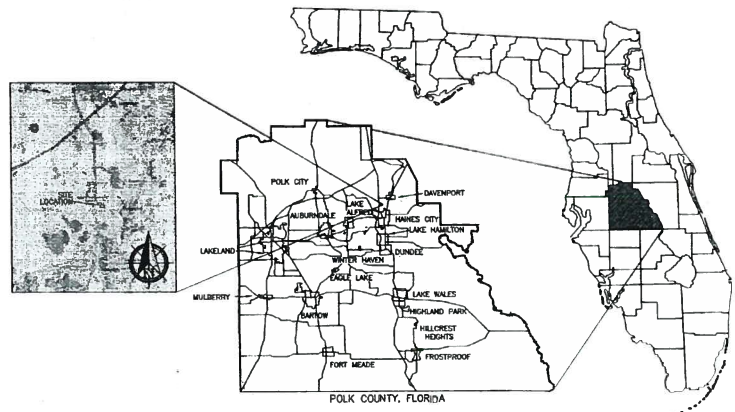 SITE
LOCATION
POLK CITY
DAVENPORT
LAKE
ALFRED
AUBURNDALE
HAINES CITY
LAKE HAMILTON
LAKELAND
DUNDEE
WINTER HAVEN
EAGLE LAKE
MULBERRY
LAKE WALES
HIGHLAND PARK
BARTOW
HILLCREST
HEIGHTS
FROSTPROOF
FORT MEADE
POLK COUNTY, FLORIDA